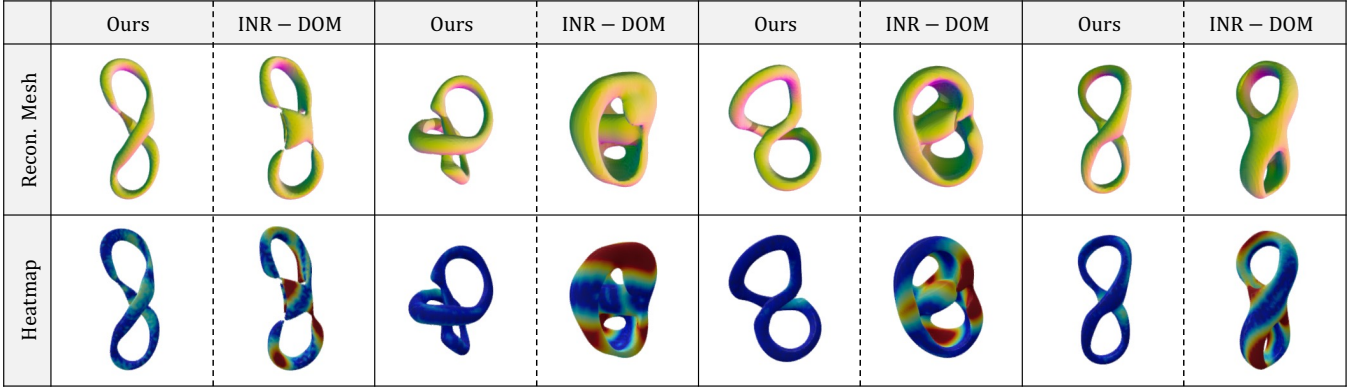 Ours INR − DOM Ours INR − DOM Ours INR − DOM Ours INR − DOM
Recon. Mesh
Heatmap